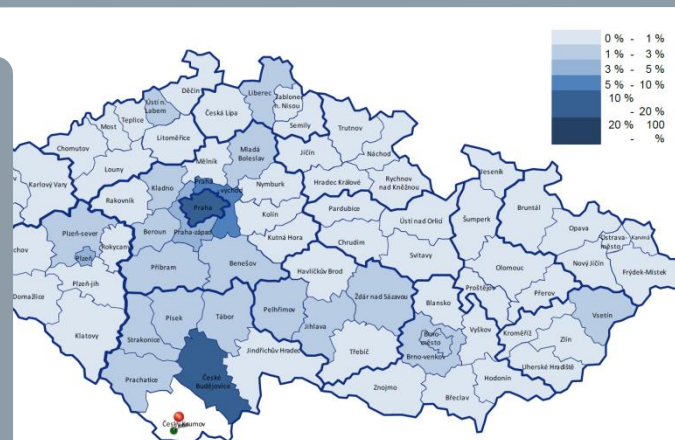 0 % - 1 %
1 % - 3 %
3 % - 5 %
5 % - 10 %
10 %
- 20 %
20 % 100
- %
Děčín
Liberec
Jablonec
n. Nisou
Ústí n.
Labem
Česká Lípa
Teplice
Most
Semily
Trutnov
Litoměřice
Chomutov
Mladá
Boleslav
Jičín
Náchod
Louny
Mělník
Jeseník
Karlovy Vary
Kladno
Praha
východ
Nymburk
Hradec Králové
Rychnov
nad Kněžnou
Rakovník
Praha
Pardubice
Bruntál
Kolín
Ústí nad Orlicí
Šumperk
Opava
Beroun
Praha-západ
Plzeň-sever
Kutná Hora
Chrudim
Ostrava-
město
Karviná
Rokycany
Svitavy
Plzeň
Příbram
Benešov
Havlíčkův Brod
Olomouc
Nový Jičín
Frýdek-Místek
Plzeň-jih
Žďár nad Sázavou
Prostějov
Domažlice
Blansko
Přerov
Písek
Tábor
Pelhřimov
Vsetín
Klatovy
Strakonice
Jihlava
Brno-
město
Vyškov
Kroměříž
Zlín
Jindřichův Hradec
Třebíč
Brno-venkov
Uherské Hradiště
Prachatice
České
Budějovice
Hodonín
Znojmo
Břeclav
Český Krumlov